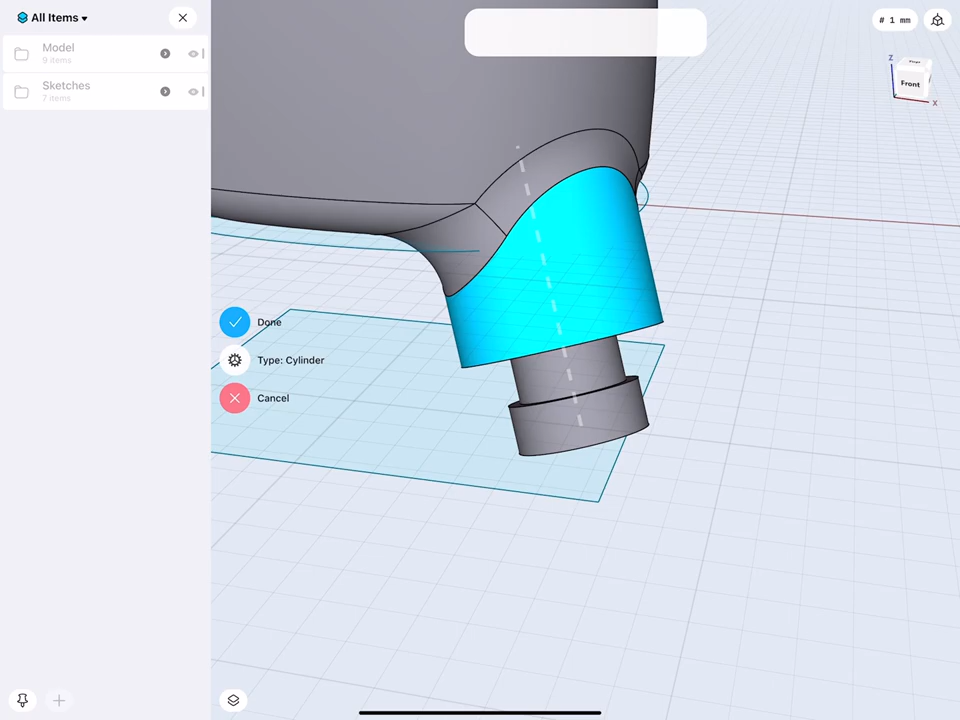 All Items
Model
9 items
Sketches
7 items
# 1 mm
Z
Front
X
Done
Type: Cylinder
Cancel